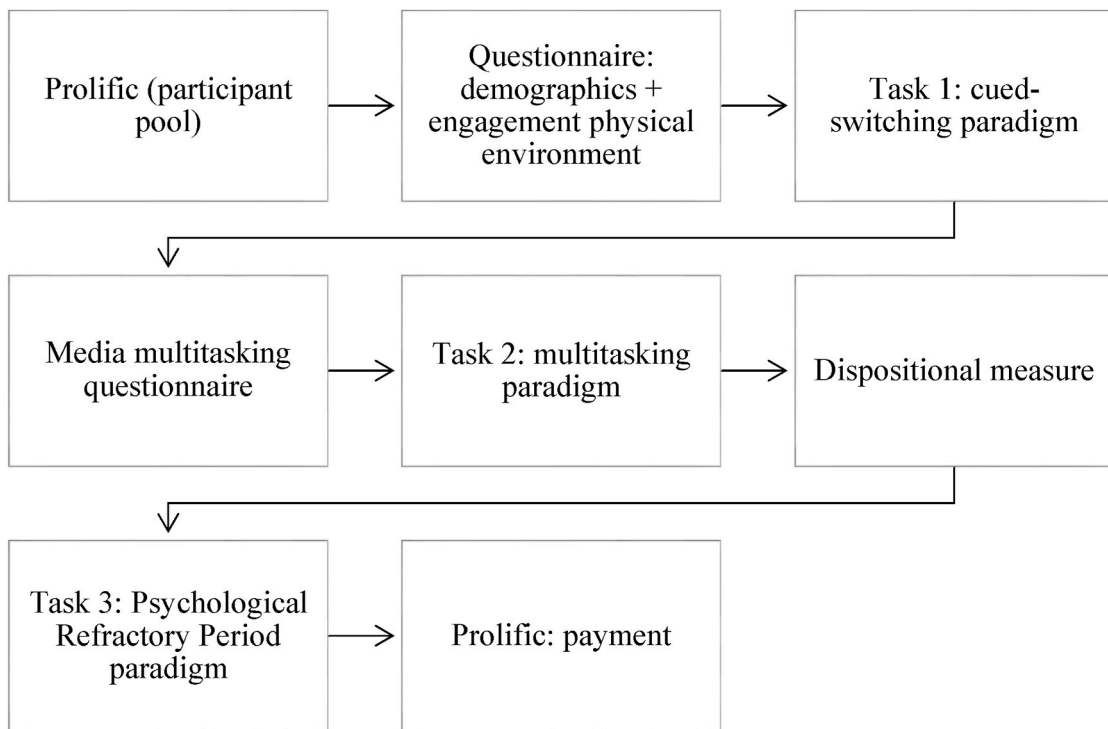 Prolific (participant
pool)
Questionnaire:
demographics +
engagement physical
environment
Task 1: cued-
switching paradigm
Media multitasking
questionnaire
Task 2: multitasking
paradigm
Dispositional measure
Task 3: Psychological
Refractory Period
paradigm
Prolific: payment